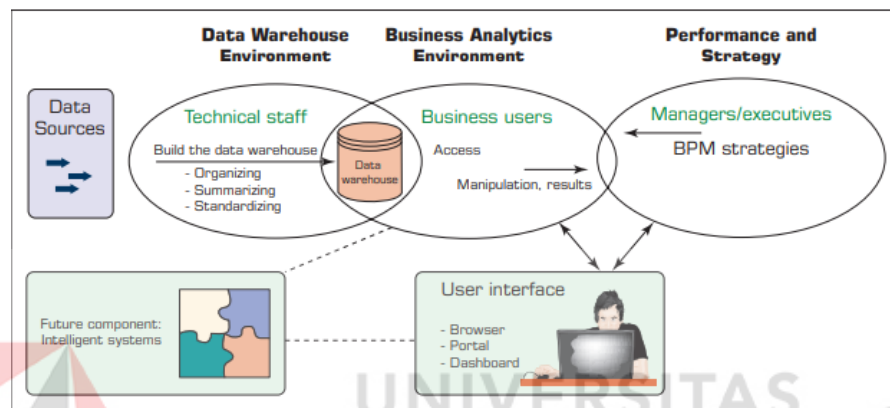 Data Warehouse
Environment
Business Analytics
Environment
Performance and
Strategy
Data
Sources
Technical staff
Build the data warehouse
- Organizing
- Summarizing
- Standardizing
Data
warehouse
Business users
Access
Manipulation, results
Managers/executives
BPM strategies
Future component:
Intelligent systems
User interface
- Browser
- Portal
- Dashboard
UNIVERSITAS